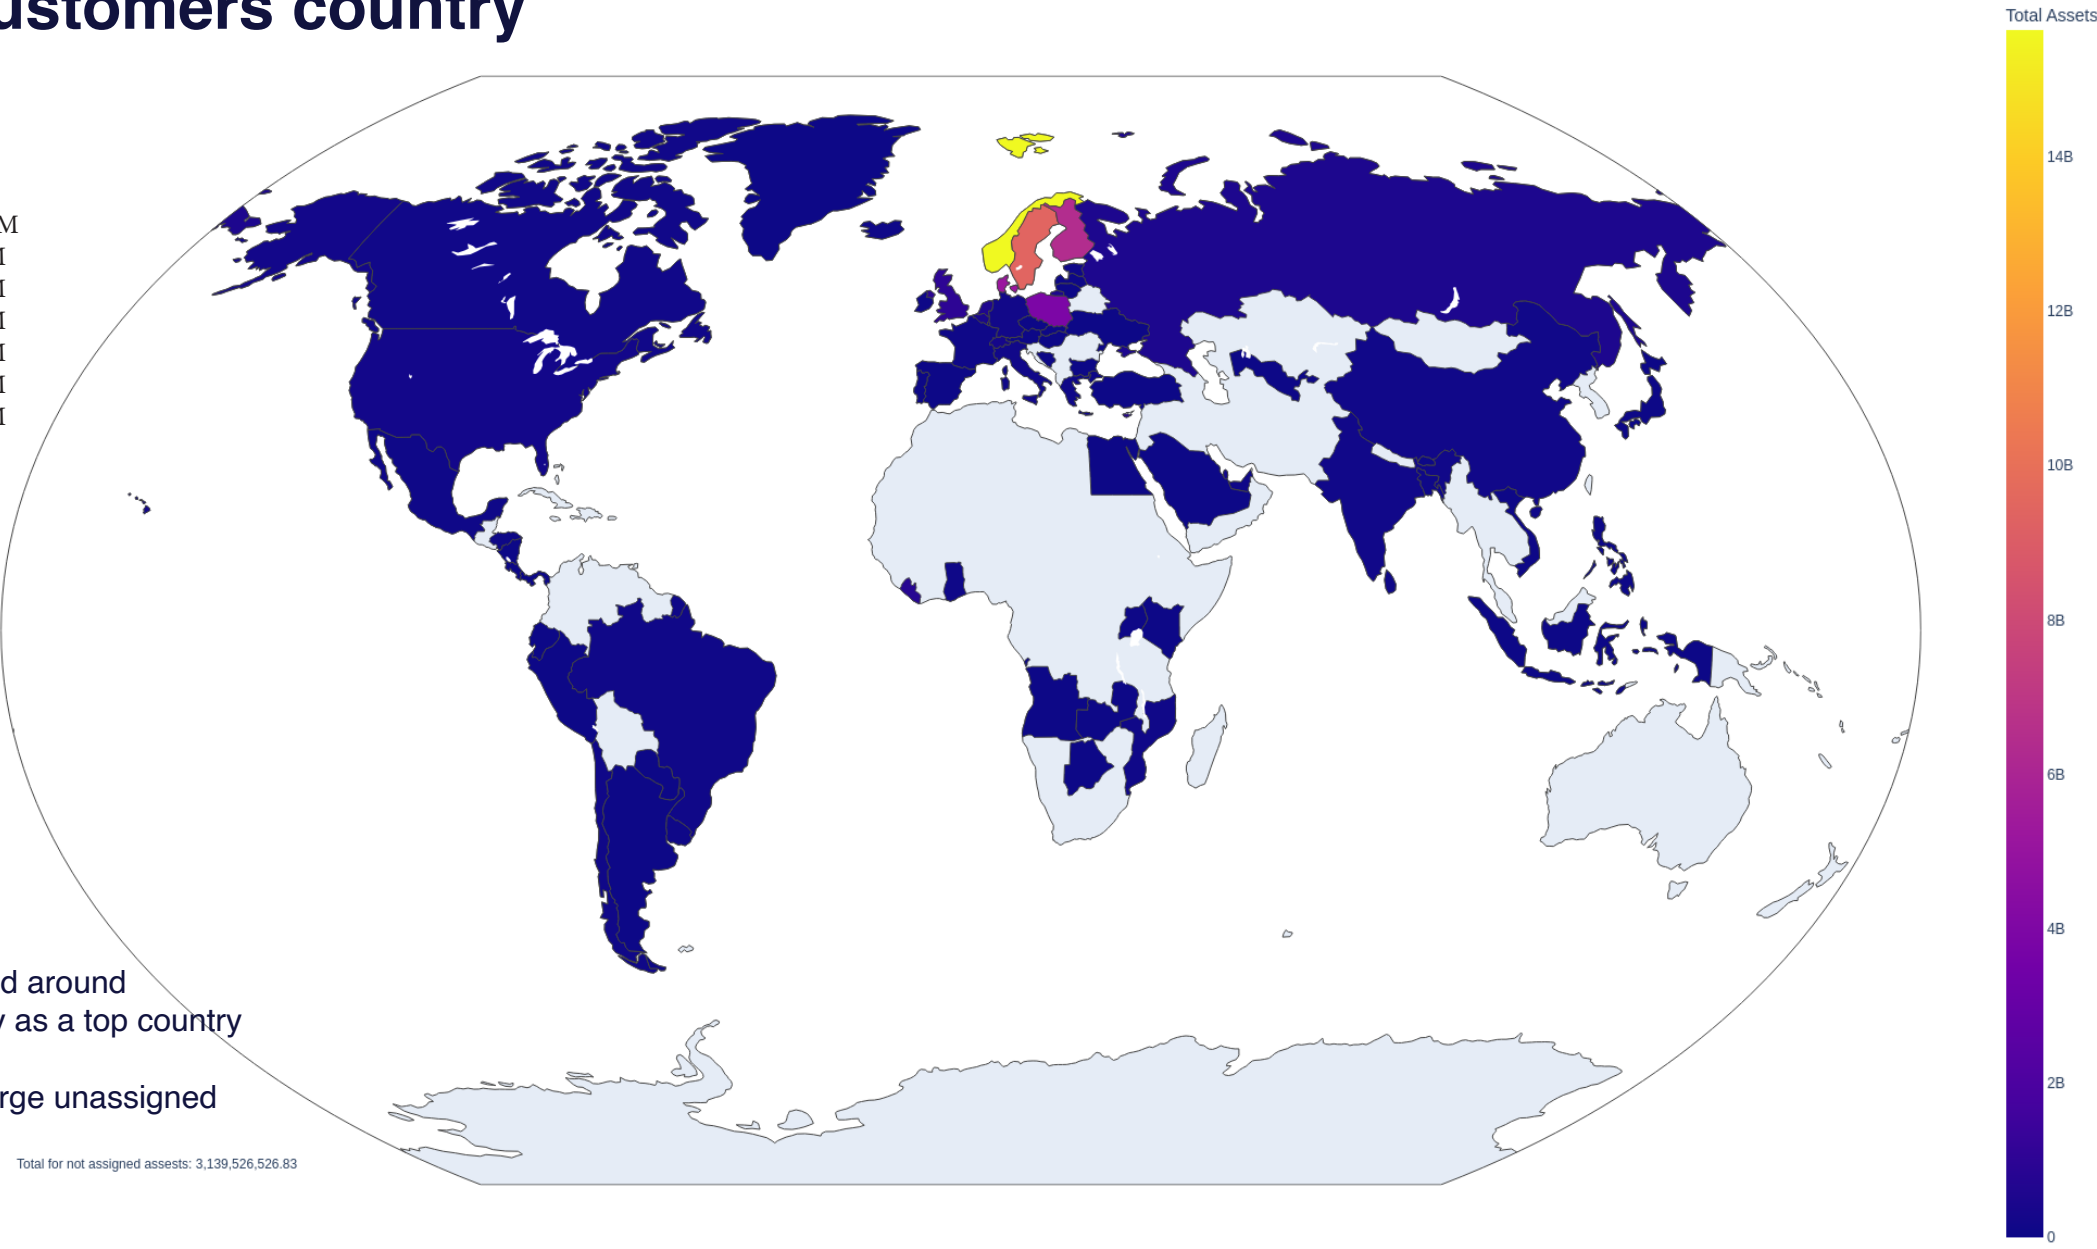 ustomers country
Total Assets
14B
12B
10B
8B
6B
4B
2B
0
M
M
M
M
M
M
M
d around
y as a top country
rge unassigned
Total for not assigned assests: 3,139,526,526.83